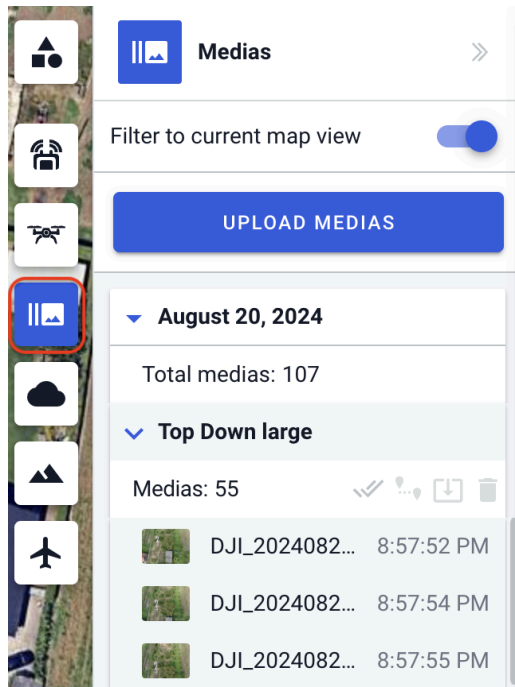 Medias
Filter to current map view
UPLOAD MEDIAS
August 20, 2024
Total medias: 107
Top Down large
Medias: 55
DJI_2024082... 8:57:52 PM
DJI_2024082... 8:57:54 PM
DJI_2024082... 8:57:55 PM